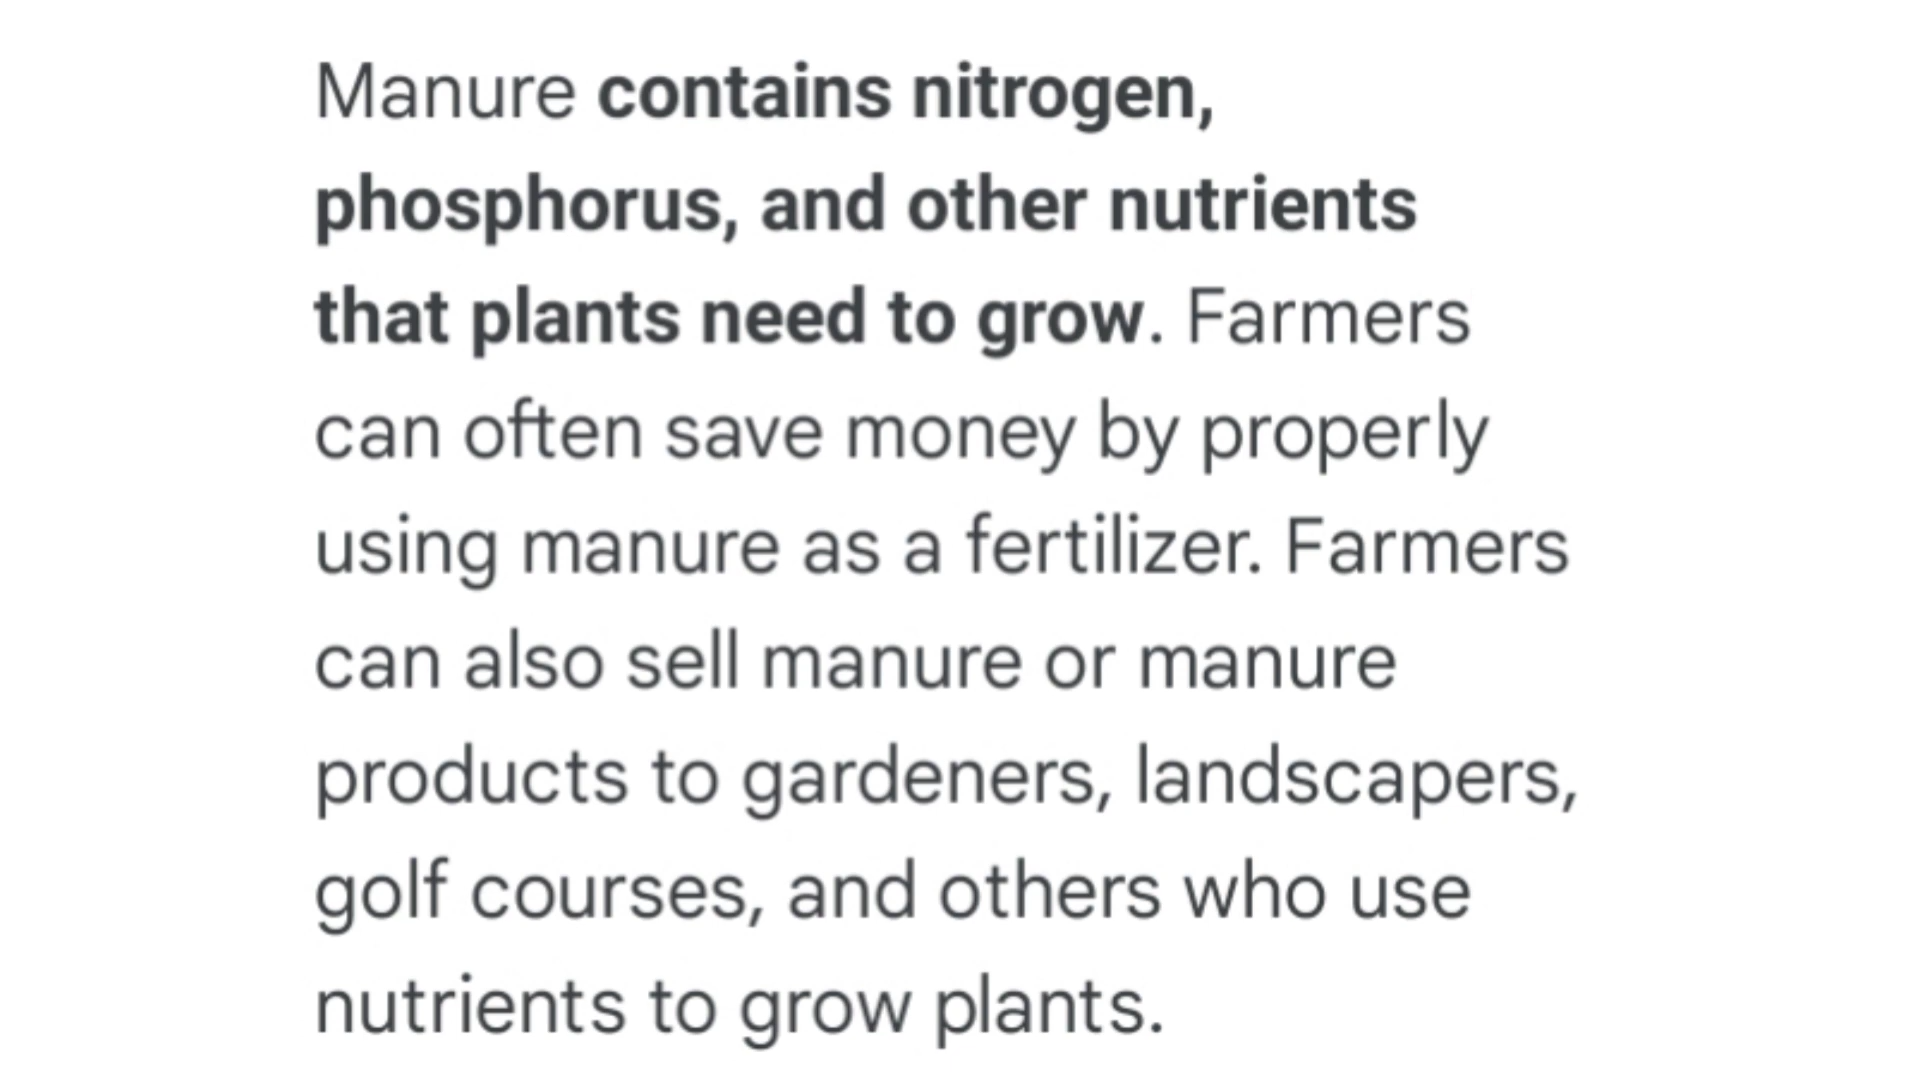 Manure contains nitrogen,
phosphorus, and other nutrients
that plants need to grow. Farmers
can often save money by properly
using manure as a fertilizer. Farmers
can also sell manure or manure
products to gardeners, landscapers,
golf courses, and others who use
nutrients to grow plants.